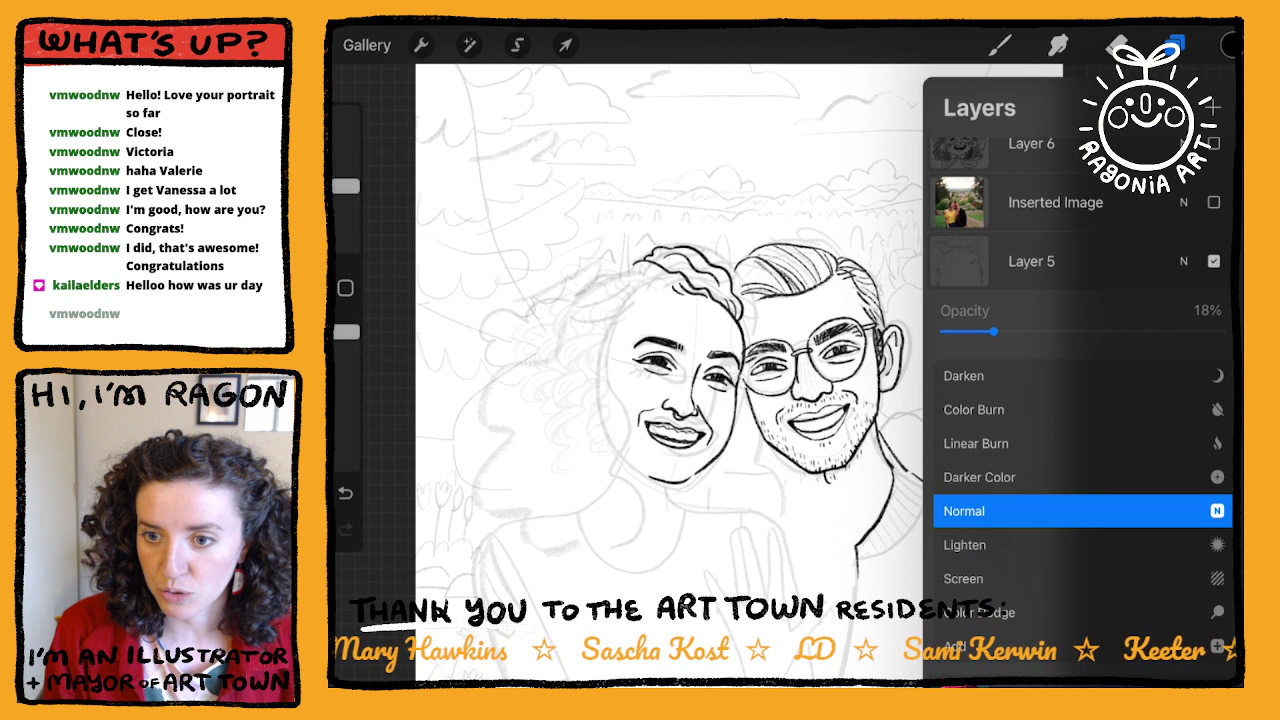 WHAT'S UP?
vmwoodnw Hello! Love your portrait
so far
vmwoodnw Close!
vmwoodnw Victoria
vmwoodnw haha Valerie
vmwoodnw I get Vanessa a lot
vmwoodnw I'm good, how are you?
vmwoodnw Congrats!
vmwoodnw I did, that's awesome!
Congratulations
kailaelders Helloo how was ur day
vmwoodnw
HI, I'M RAGON
I'M AN ILLUSTRATOR
+ MAYOR OF ART TOWN
Gallery
Layers
Layer 6
Inserted Image N
Layer 5 N
Opacity 18%
Darken
Color Burn
Linear Burn
Darker Color
Normal N
Lighten
Screen
Color Dodge
Add
RAGONIA ART
THANK YOU TO THE ART TOWN RESIDENTS:
Mary Hawkins ☆ Sascha Kost ☆ LD ☆ Sami Kerwin ☆ Keeter ☆